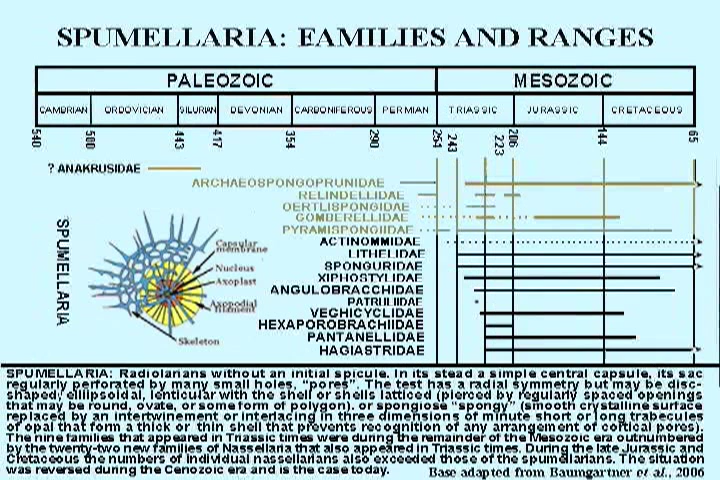 SPUMELLARIA: FAMILIES AND RANGES
PALEOZOIC MESOZOIC
CAMBRIAN ORDOVICIAN SILURIAN DEVONIAN CARBONIFEROUS PERMIAN TRIASSIC JURASSIC CRETACEOUS
540 500 443 417 354 290 254 243 223 206 144 65
? ANAKRUSIDAE
ARCHAEOSPONGOPRUNIDAE
RELINDELLIDAE
OERTLISPONGIDAE
GOMBERELLIDAE
PYRAMISPONGIIDAE
ACTINOMMIDAE
LITHELIDAE
SPONGURIDAE
XIPHOSTYLIDAE
ANGULOBRACCHIDAE
PATRULIIDAE
VEGHICYCLIDAE
HEXAPOROBRACHIIDAE
PANTANELLIDAE
HAGIASTRIDAE
SPUMELLARIA
Capsular
membrane
Nucleus
Axoplast
Axopodial
filament
Skeleton
SPUMELLARIA: Radiolarians without an initial spicule. In its stead a simple central capsule, its sac
regularly perforated by many small holes, "pores". The test has a radial symmetry but may be disc-
shaped, ellipsoidal, lenticular with the shell or shells latticed (pierced by regularly spaced openings
that may be round, ovate, or some form of polygon), or spongiose "spongy" (smooth crystalline surface
replaced by an intertwinement or interlacing in three dimensions of minute short or long trabecules
of opal that form a thick or thin shell that prevents recognition of any arrangement of cortical pores).
The nine families that appeared in Triassic times were during the remainder of the Mesozoic era outnumbered
by the twenty-two new families of Nassellaria that also appeared in Triassic times. During the late Jurassic and
Cretaceous the numbers of individual nassellarians also exceeded those of the spumellarians. The situation
was reversed during the Cenozoic era and is the case today. Base adapted from Baumgartner et al., 2006